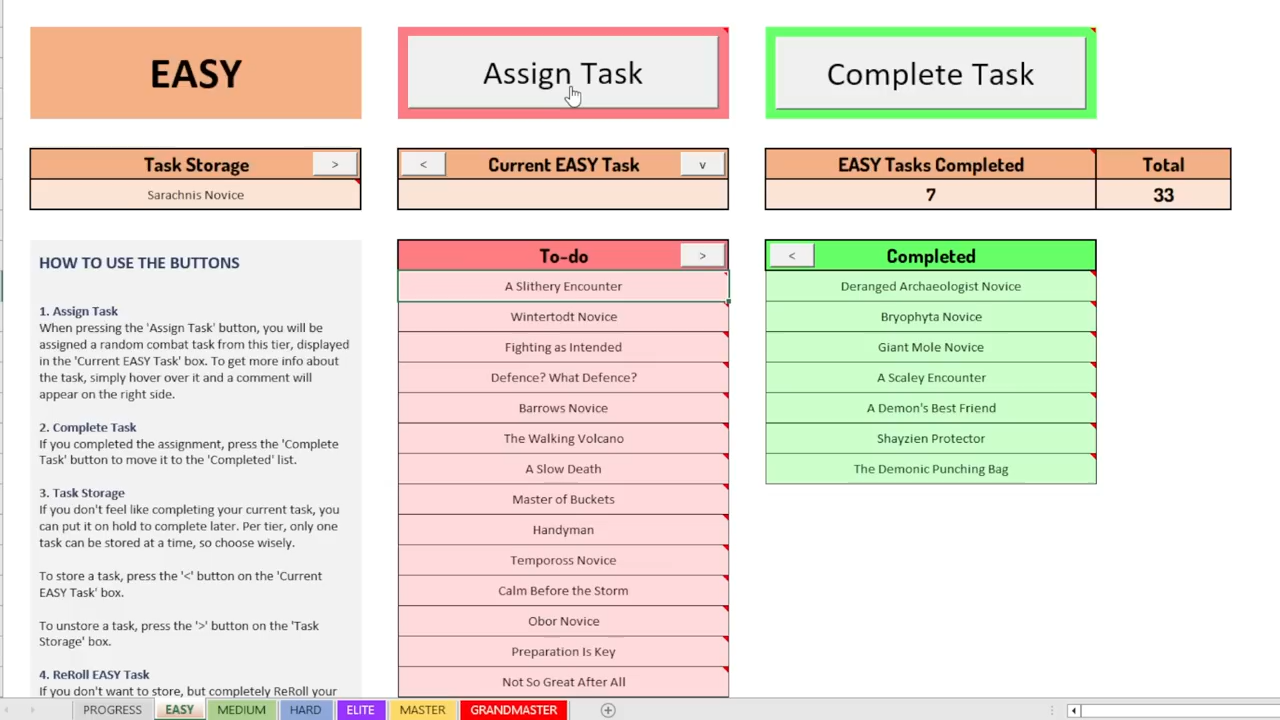 EASY
Assign Task
Complete Task
Task Storage
>
Sarachnis Novice
<
Current EASY Task
v
EASY Tasks Completed
Total
7
33
HOW TO USE THE BUTTONS
1. Assign Task
When pressing the 'Assign Task' button, you will be
assigned a random combat task from this tier, displayed
in the 'Current EASY Task' box. To get more info about
the task, simply hover over it and a comment will
appear on the right side.
2. Complete Task
If you completed the assignment, press the 'Complete
Task' button to move it to the 'Completed' list.
3. Task Storage
If you don't feel like completing your current task, you
can put it on hold to complete later. Per tier, only one
task can be stored at a time, so choose wisely.
To store a task, press the '<' button on the 'Current
EASY Task' box.
To unstore a task, press the '>' button on the 'Task
Storage' box.
4. ReRoll EASY Task
If you don't want to store, but completely ReRoll your
To-do
>
A Slithery Encounter
Wintertodt Novice
Fighting as Intended
Defence? What Defence?
Barrows Novice
The Walking Volcano
A Slow Death
Master of Buckets
Handyman
Tempoross Novice
Calm Before the Storm
Obor Novice
Preparation Is Key
Not So Great After All
<
Completed
Deranged Archaeologist Novice
Bryophyta Novice
Giant Mole Novice
A Scaley Encounter
A Demon's Best Friend
Shayzien Protector
The Demonic Punching Bag
PROGRESS
EASY
MEDIUM
HARD
ELITE
MASTER
GRANDMASTER